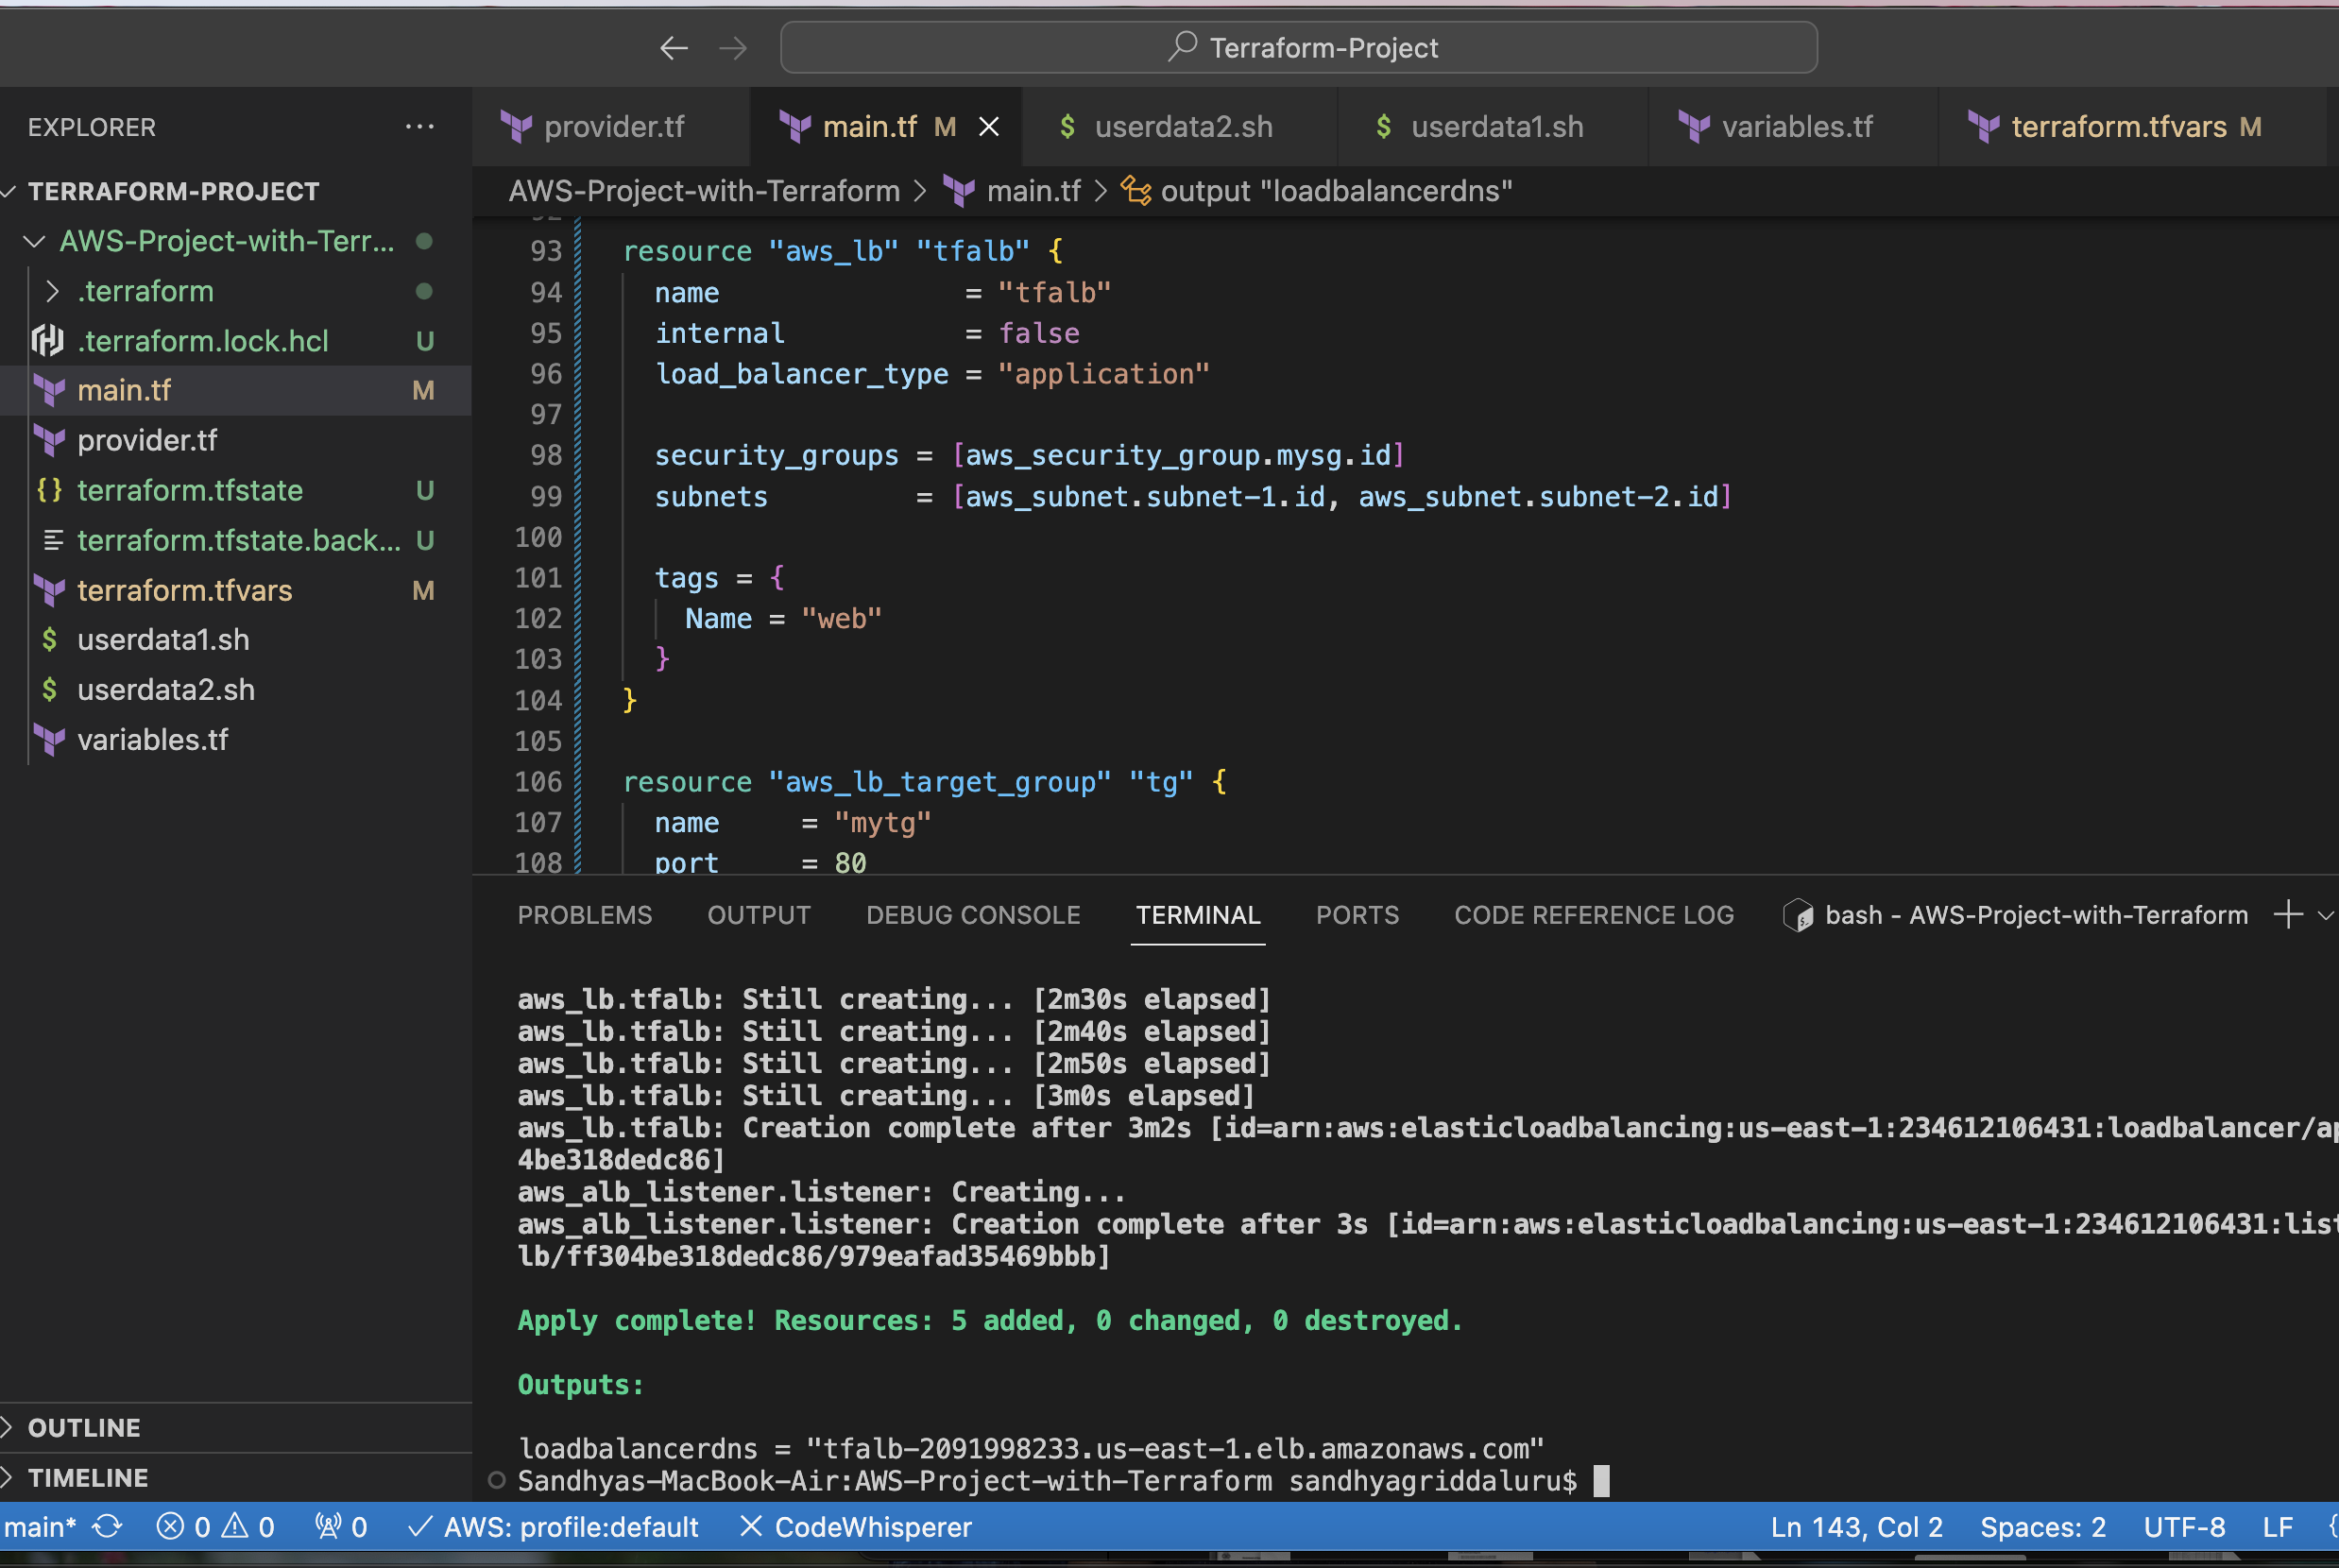 Terraform-Project
EXPLORER
provider.tf
main.tf M
userdata2.sh
userdata1.sh
variables.tf
terraform.tfvars M
AWS-Project-with-Terraform > main.tf > output "loadbalancerdns"
TERRAFORM-PROJECT
AWS-Project-with-Terr...
.terraform
.terraform.lock.hcl U
main.tf M
provider.tf
terraform.tfstate U
terraform.tfstate.back... U
terraform.tfvars M
userdata1.sh
userdata2.sh
variables.tf
OUTLINE
TIMELINE
92
93 resource "aws_lb" "tfalb" {
94 name = "tfalb"
95 internal = false
96 load_balancer_type = "application"
97
98 security_groups = [aws_security_group.mysg.id]
99 subnets = [aws_subnet.subnet-1.id, aws_subnet.subnet-2.id]
100
101 tags = {
102 Name = "web"
103 }
104 }
105
106 resource "aws_lb_target_group" "tg" {
107 name = "mytg"
108 port = 80
PROBLEMS OUTPUT DEBUG CONSOLE TERMINAL PORTS CODE REFERENCE LOG bash - AWS-Project-with-Terraform
aws_lb.tfalb: Still creating... [2m30s elapsed]
aws_lb.tfalb: Still creating... [2m40s elapsed]
aws_lb.tfalb: Still creating... [2m50s elapsed]
aws_lb.tfalb: Still creating... [3m0s elapsed]
aws_lb.tfalb: Creation complete after 3m2s [id=arn:aws:elasticloadbalancing:us-east-1:234612106431:loadbalancer/ap
4be318dedc86]
aws_alb_listener.listener: Creating...
aws_alb_listener.listener: Creation complete after 3s [id=arn:aws:elasticloadbalancing:us-east-1:234612106431:list
lb/ff304be318dedc86/979eafad35469bbb]
Apply complete! Resources: 5 added, 0 changed, 0 destroyed.
Outputs:
loadbalancerdns = "tfalb-2091998233.us-east-1.elb.amazonaws.com"
Sandhyas-MacBook-Air:AWS-Project-with-Terraform sandhyagriddaluru$
main* 0 0 0 AWS: profile:default CodeWhisperer Ln 143, Col 2 Spaces: 2 UTF-8 LF {